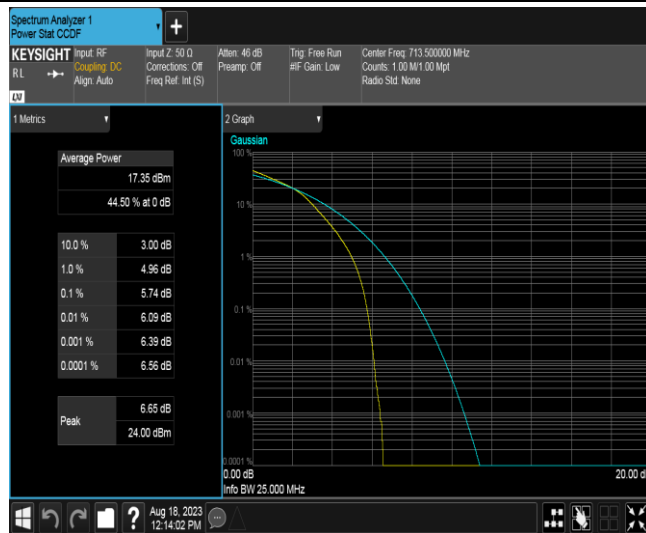 Spectrum Analyzer 1
Power Stat CCDF
+
KEYSIGHT
RL
LXI
Input: RF
Coupling: DC
Align: Auto
Input Z: 50 Ω
Corrections: Off
Freq Ref: Int (S)
Atten: 46 dB
Preamp: Off
Trig: Free Run
#IF Gain: Low
Center Freq: 713.500000 MHz
Counts: 1.00 M/1.00 Mpt
Radio Std: None
1 Metrics
Average Power
17.35 dBm
44.50 % at 0 dB
10.0 % 3.00 dB
1.0 % 4.96 dB
0.1 % 5.74 dB
0.01 % 6.09 dB
0.001 % 6.39 dB
0.0001 % 6.56 dB
Peak
6.65 dB
24.00 dBm
2 Graph
Gaussian
100 %
10 %
1 %
0.1 %
0.01 %
0.001 %
0.0001 %
0.00 dB
20.00 d
Info BW 25.000 MHz
?
Aug 18, 2023
12:14:02 PM